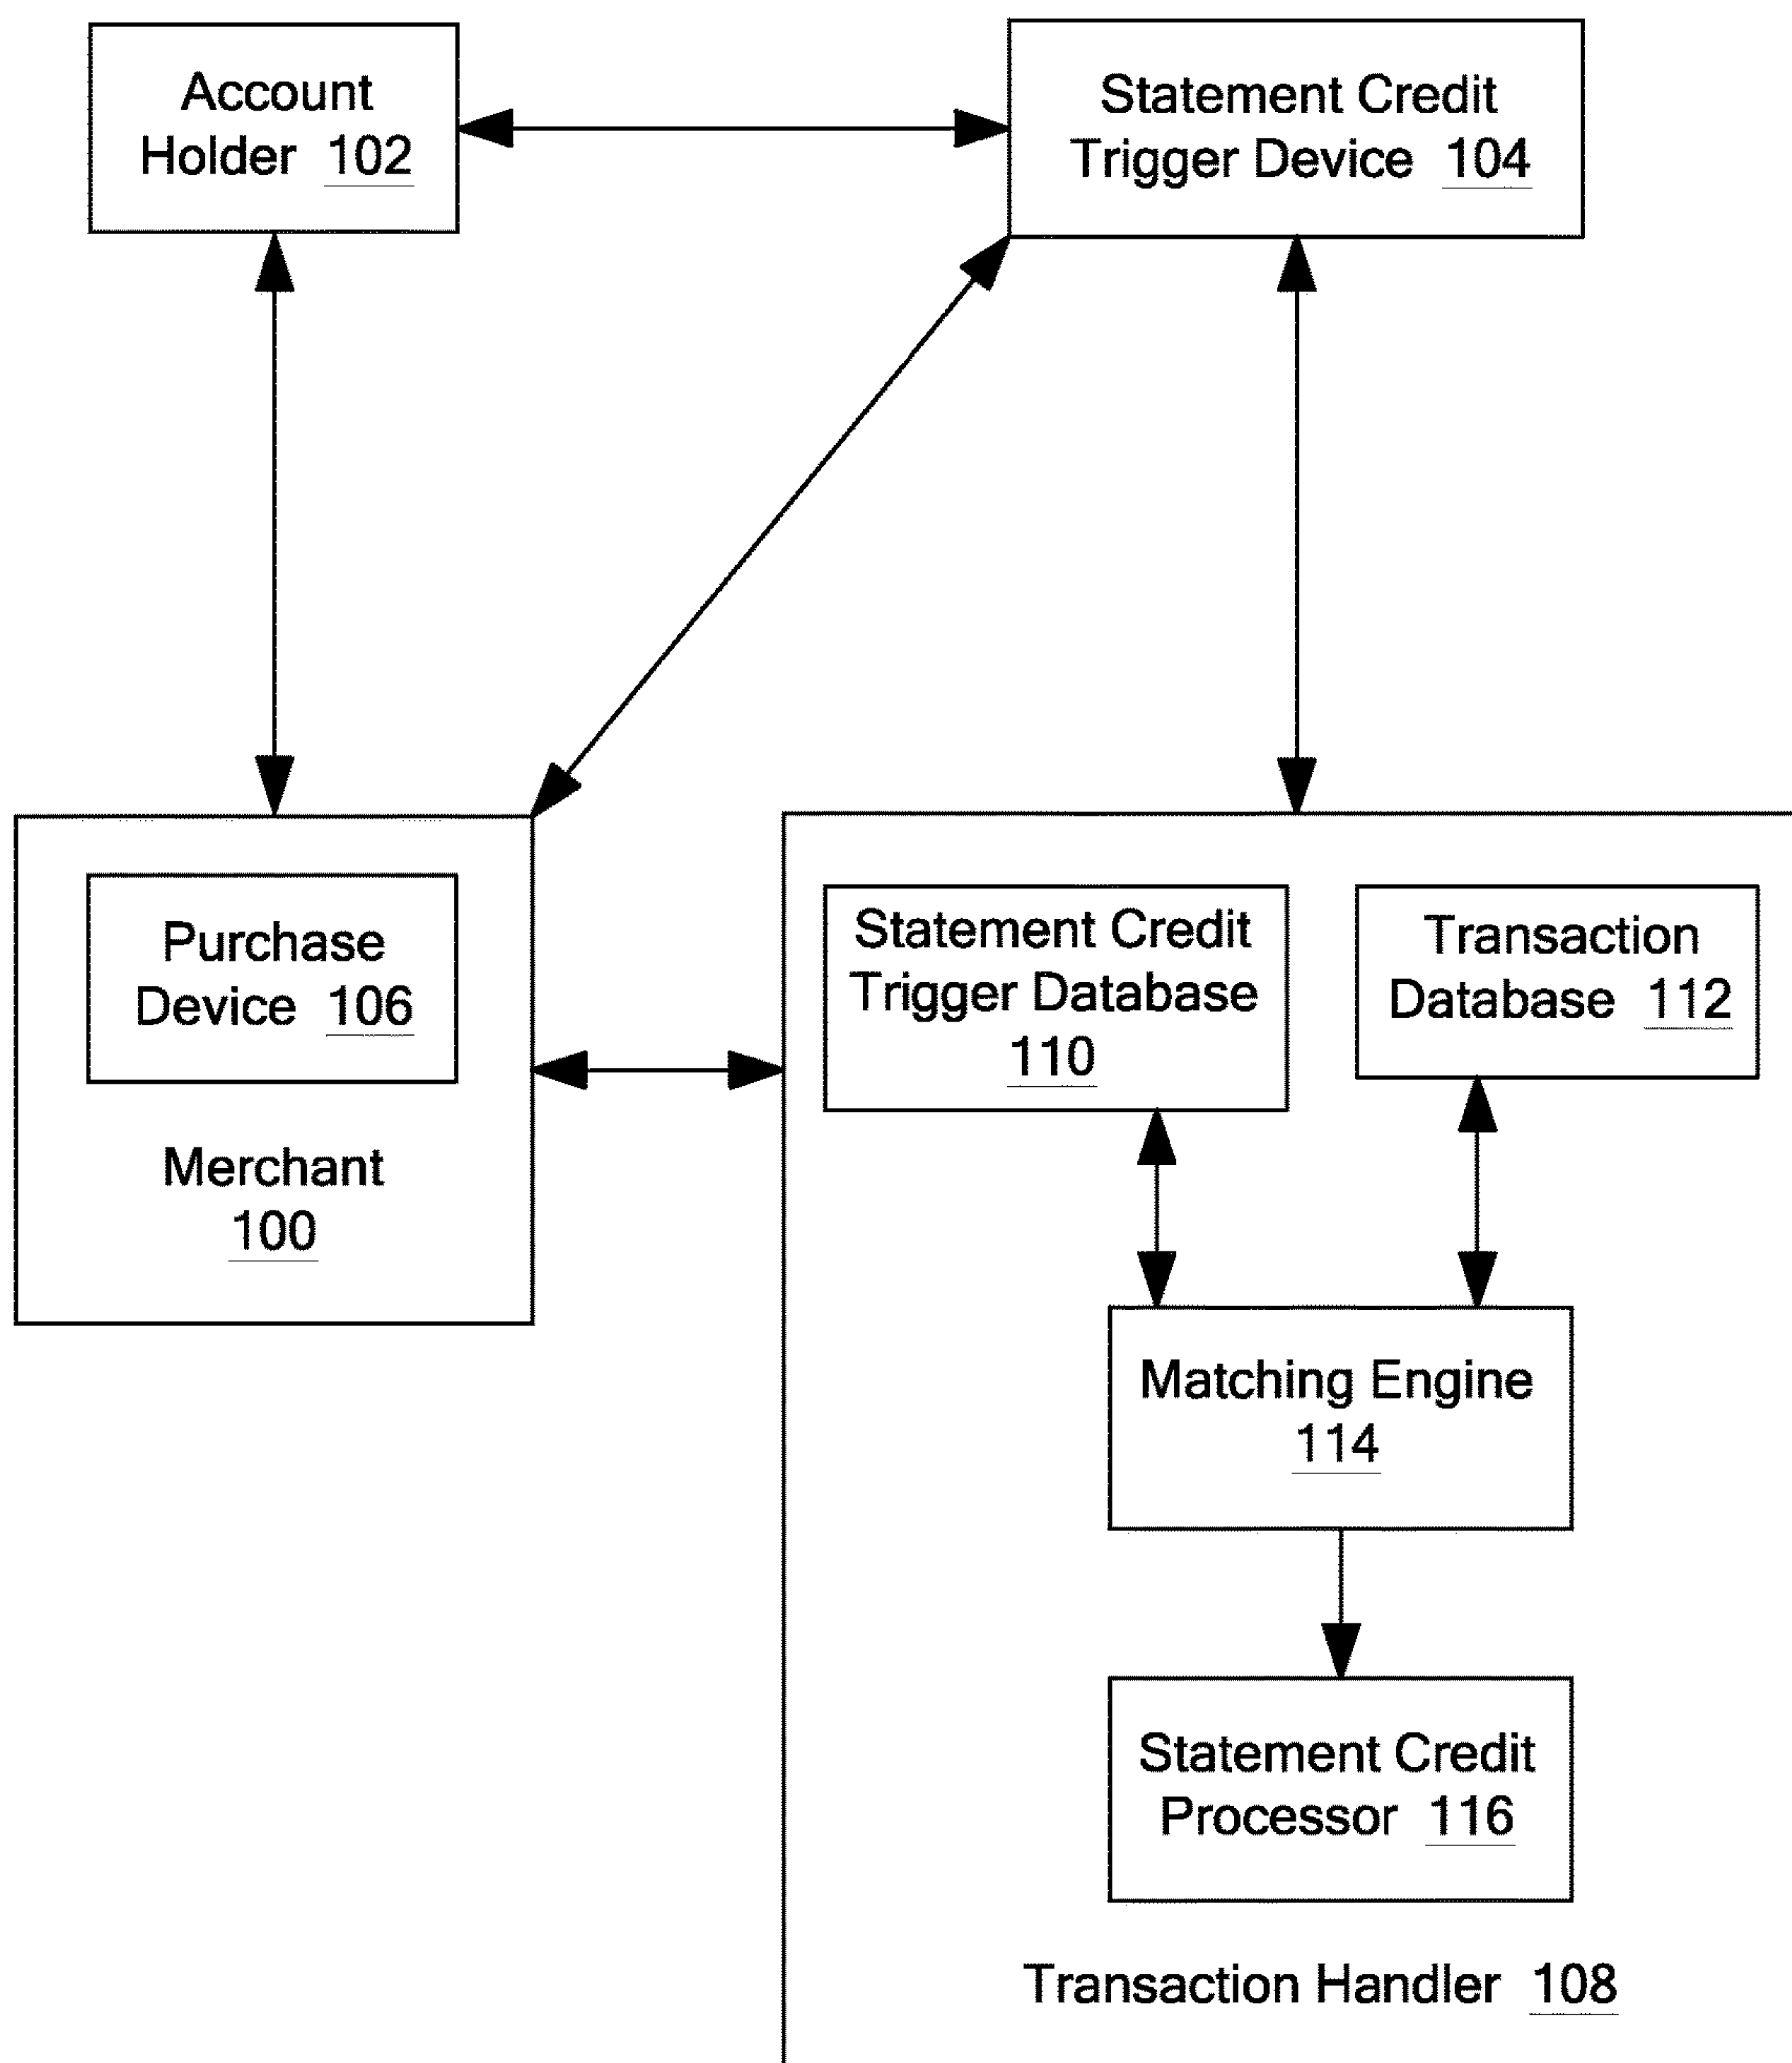 Account
Holder 102
Statement Credit
Trigger Device 104
Purchase
Device 106
Merchant
100
Statement Credit
Trigger Database
110
Transaction
Database 112
Matching Engine
114
Statement Credit
Processor 116
Transaction Handler 108